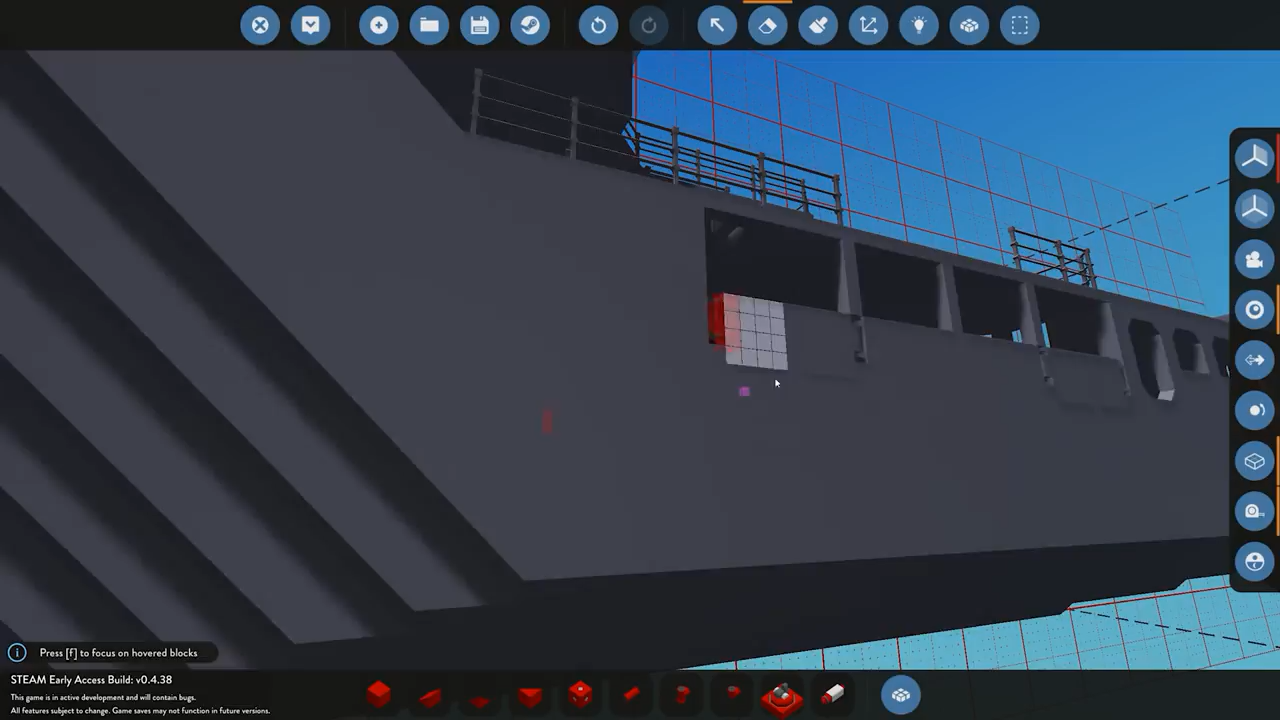 Press [f] to focus on hovered blocks
STEAM Early Access Build: v0.4.38
This game is in active development and will contain bugs.
All features subject to change. Game saves may not function in future versions.